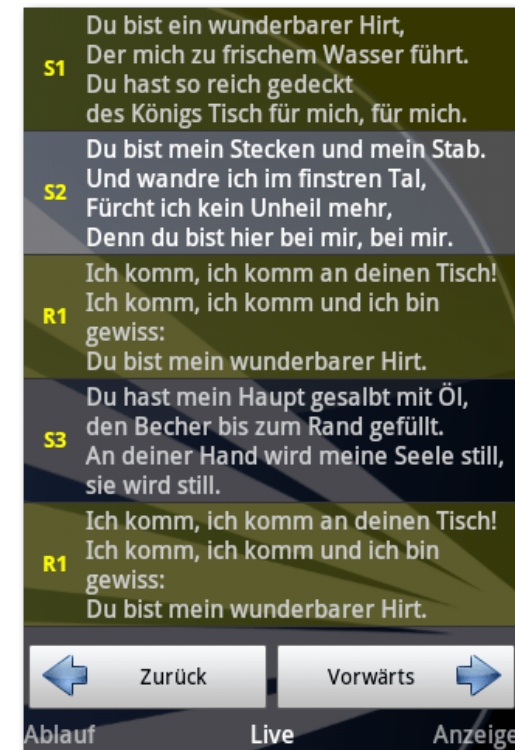 S1
Du bist ein wunderbarer Hirt,
Der mich zu frischem Wasser führt.
Du hast so reich gedeckt
des Königs Tisch für mich, für mich.
S2
Du bist mein Stecken und mein Stab.
Und wandre ich im finstren Tal,
Fürcht ich kein Unheil mehr,
Denn du bist hier bei mir, bei mir.
R1
Ich komm, ich komm an deinen Tisch!
Ich komm, ich komm und ich bin
gewiss:
Du bist mein wunderbarer Hirt.
S3
Du hast mein Haupt gesalbt mit Öl,
den Becher bis zum Rand gefüllt.
An deiner Hand wird meine Seele still,
sie wird still.
R1
Ich komm, ich komm an deinen Tisch!
Ich komm, ich komm und ich bin
gewiss:
Du bist mein wunderbarer Hirt.
Zurück Vorwärts
Ablauf Live Anzeige